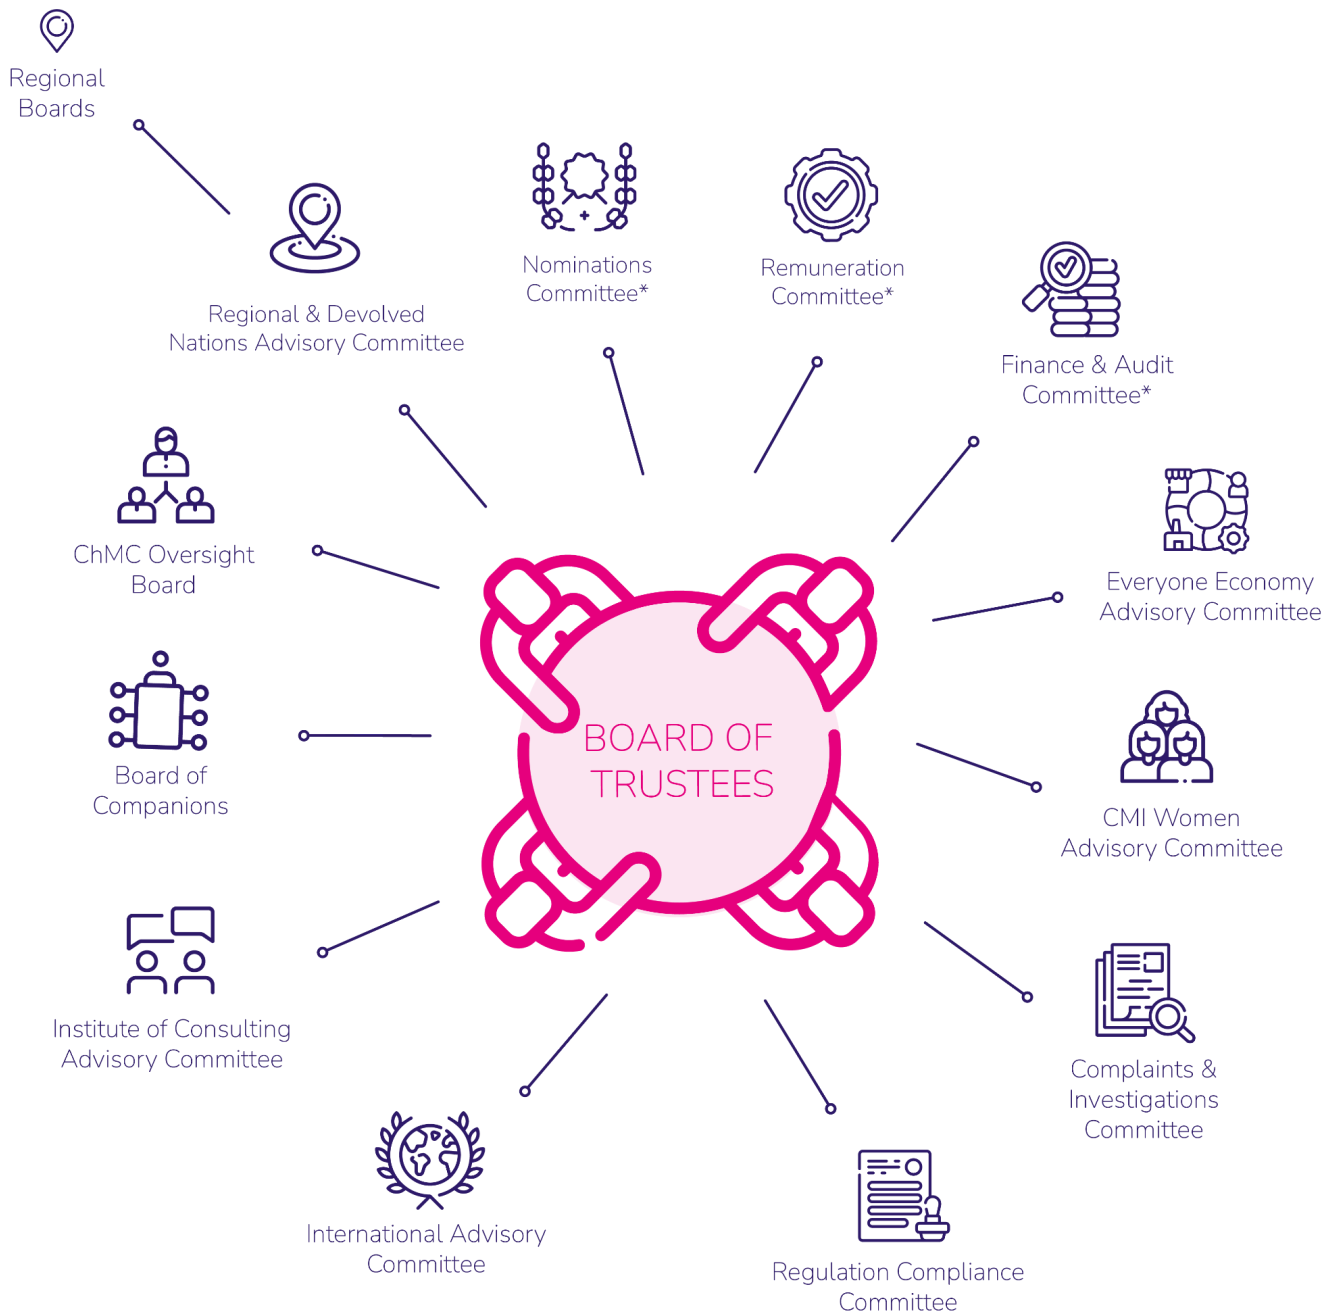 Regional
Boards
Regional & Devolved
Nations Advisory Committee
Nominations
Committee*
Remuneration
Committee*
Finance & Audit
Committee*
ChMC Oversight
Board
Everyone Economy
Advisory Committee
Board of
Companions
BOARD OF
TRUSTEES
CMI Women
Advisory Committee
Institute of Consulting
Advisory Committee
Complaints &
Investigations
Committee
International Advisory
Committee
Regulation Compliance
Committee